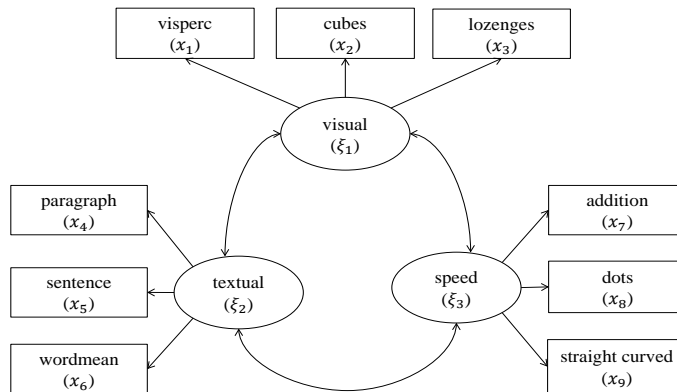 visperc
(x₁)
cubes
(x₂)
lozenges
(x₃)
visual
(ξ₁)
paragraph
(x₄)
addition
(x₇)
sentence
(x₅)
textual
(ξ₂)
speed
(ξ₃)
dots
(x₈)
wordmean
(x₆)
straight curved
(x₉)